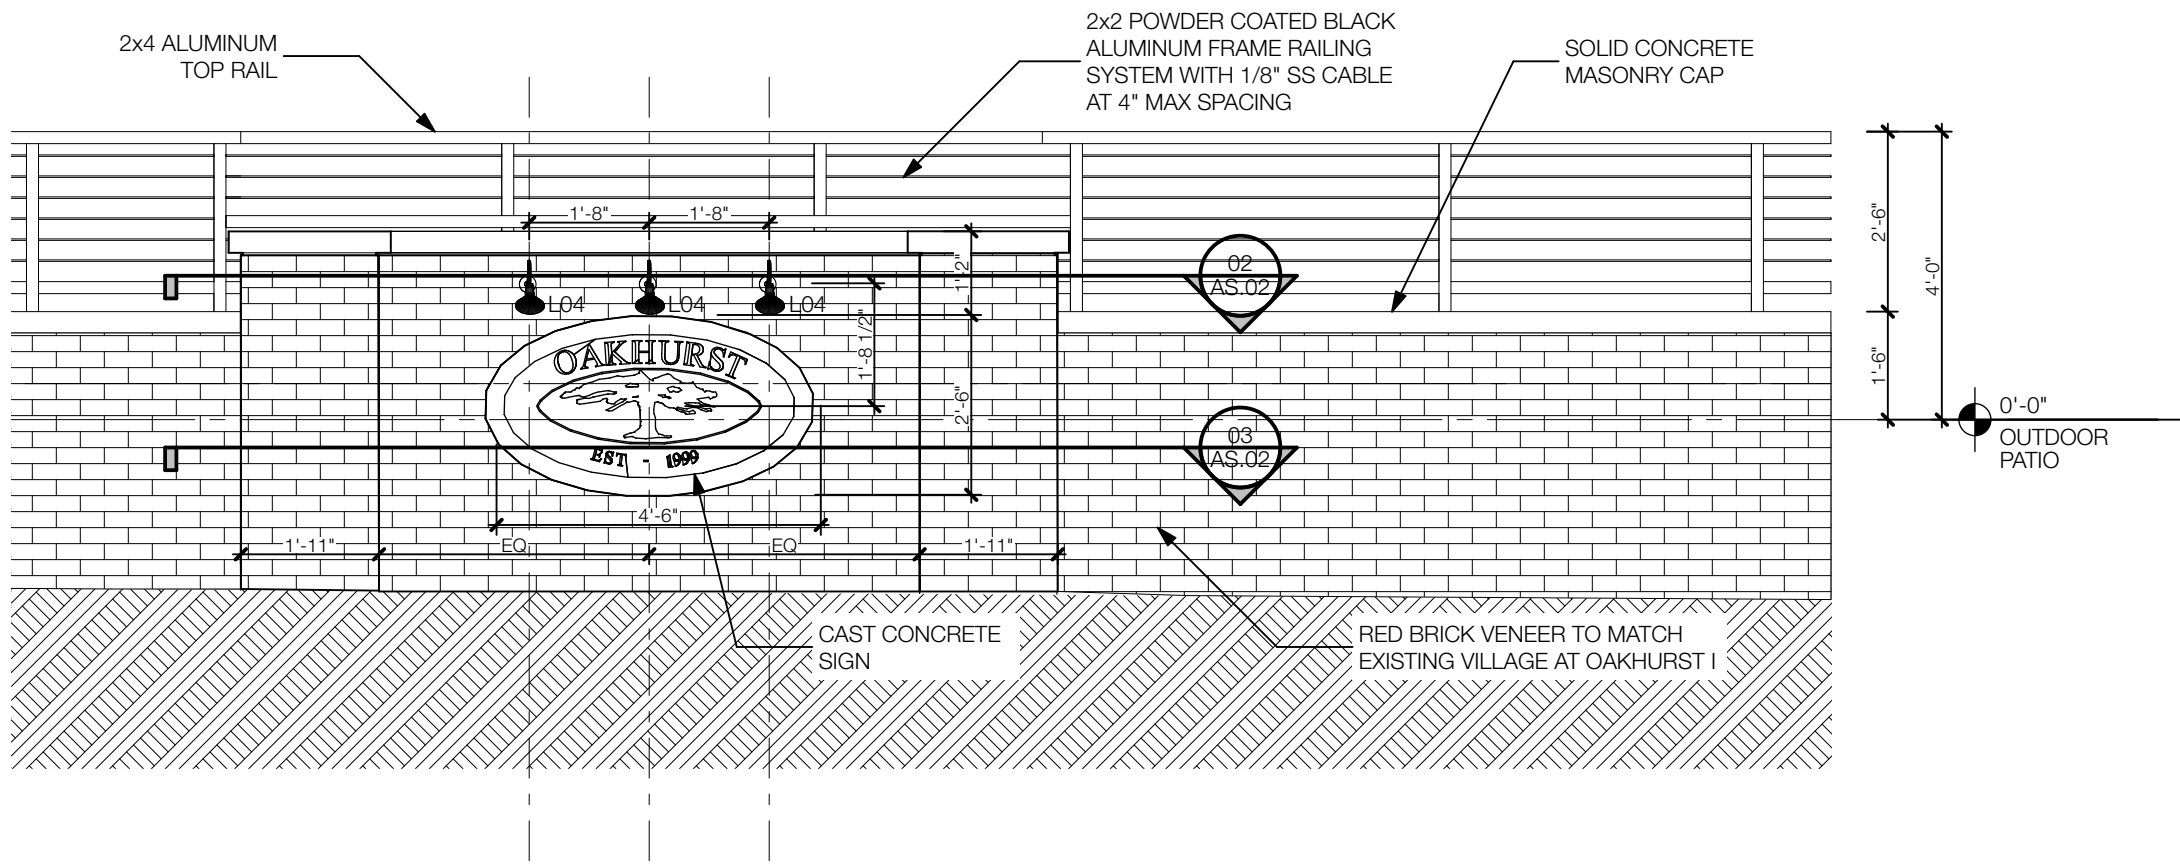 2x4 ALUMINUM
TOP RAIL
2x2 POWDER COATED BLACK
ALUMINUM FRAME RAILING
SYSTEM WITH 1/8" SS CABLE
AT 4" MAX SPACING
SOLID CONCRETE
MASONRY CAP
1'-8"
1'-8"
2'-6"
4'-0"
1'-6"
1'-2"
1'-8 1/2"
2'-6"
L04
L04
L04
02
AS.02
OAKHURST
EST - 1999
03
AS.02
0'-0"
OUTDOOR
PATIO
4'-6"
1'-11"
EQ
EQ
1'-11"
CAST CONCRETE
SIGN
RED BRICK VENEER TO MATCH
EXISTING VILLAGE AT OAKHURST I